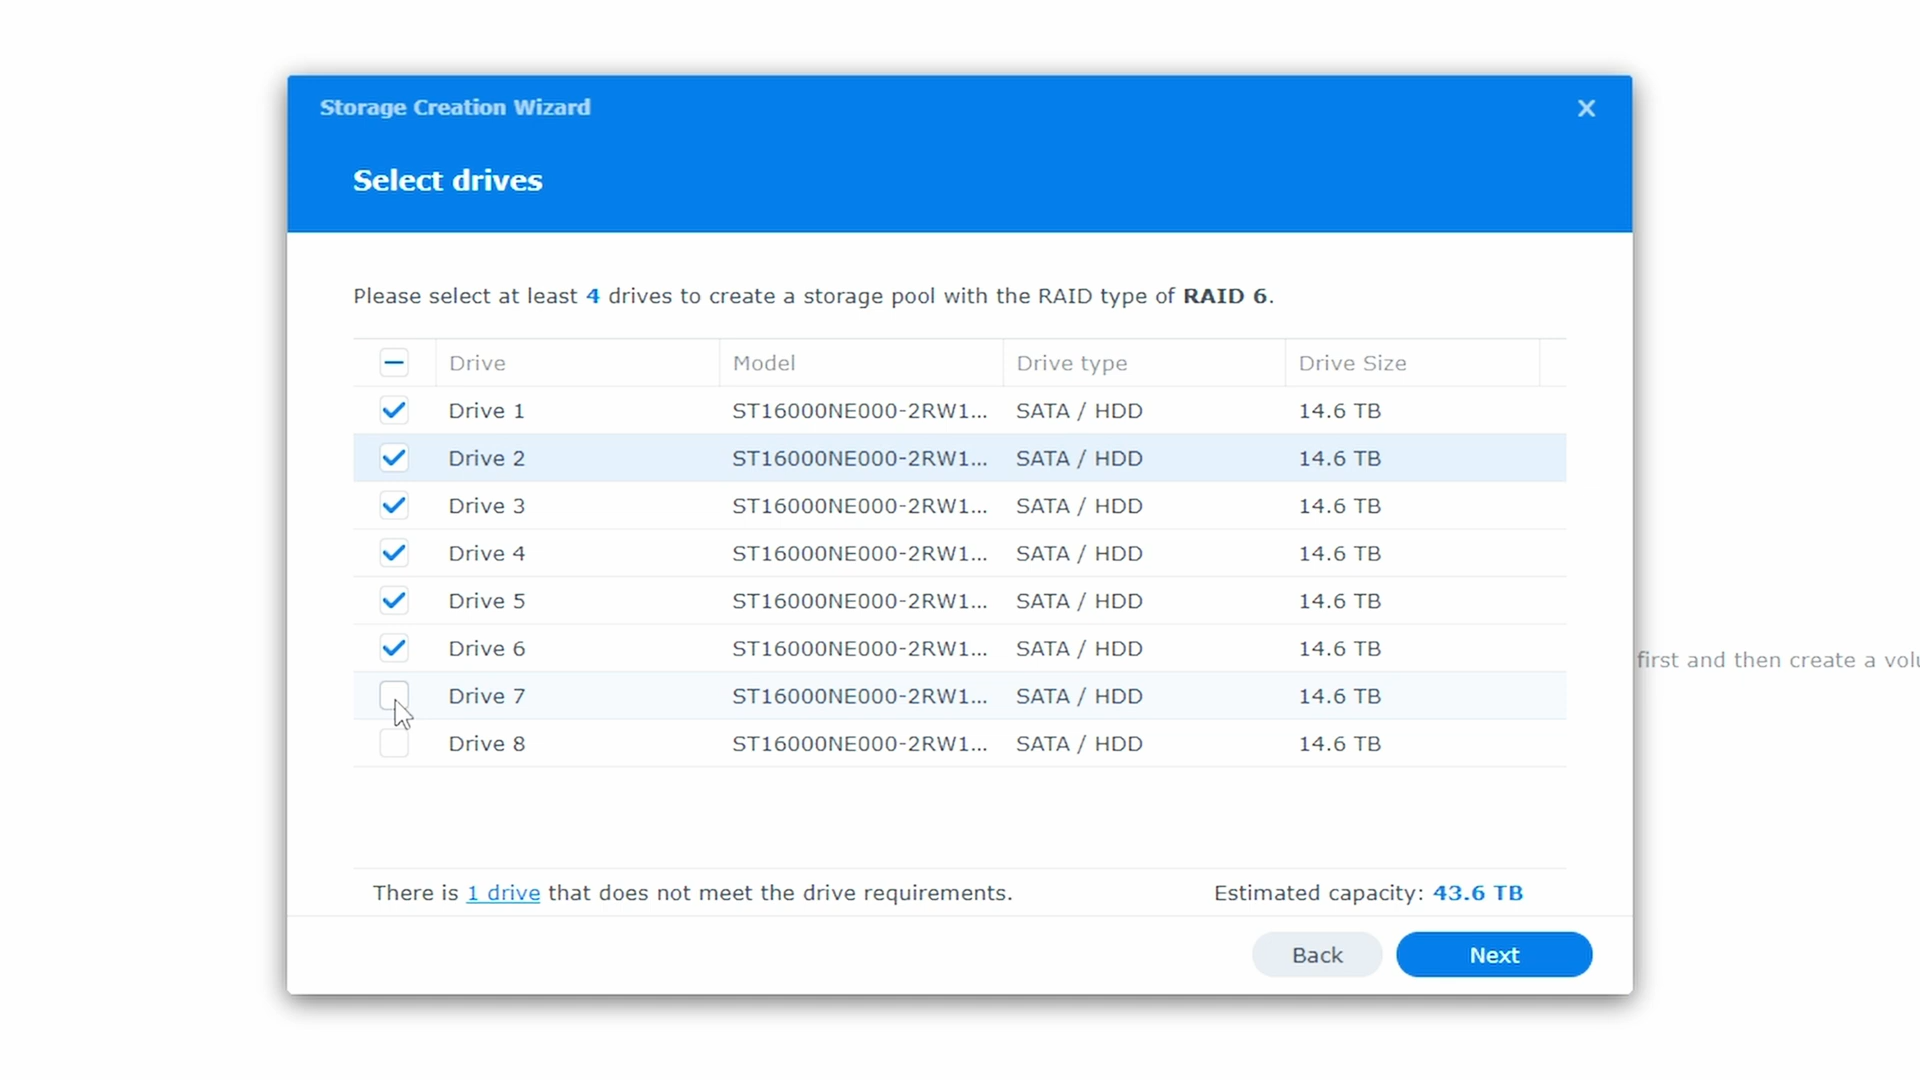 Storage Creation Wizard
Select drives
Please select at least 4 drives to create a storage pool with the RAID type of RAID 6.
Drive Model Drive type Drive Size
Drive 1 ST16000NE000-2RW1... SATA / HDD 14.6 TB
Drive 2 ST16000NE000-2RW1... SATA / HDD 14.6 TB
Drive 3 ST16000NE000-2RW1... SATA / HDD 14.6 TB
Drive 4 ST16000NE000-2RW1... SATA / HDD 14.6 TB
Drive 5 ST16000NE000-2RW1... SATA / HDD 14.6 TB
Drive 6 ST16000NE000-2RW1... SATA / HDD 14.6 TB
first and then create a volu
Drive 7 ST16000NE000-2RW1... SATA / HDD 14.6 TB
Drive 8 ST16000NE000-2RW1... SATA / HDD 14.6 TB
There is 1 drive that does not meet the drive requirements. Estimated capacity: 43.6 TB
Back Next